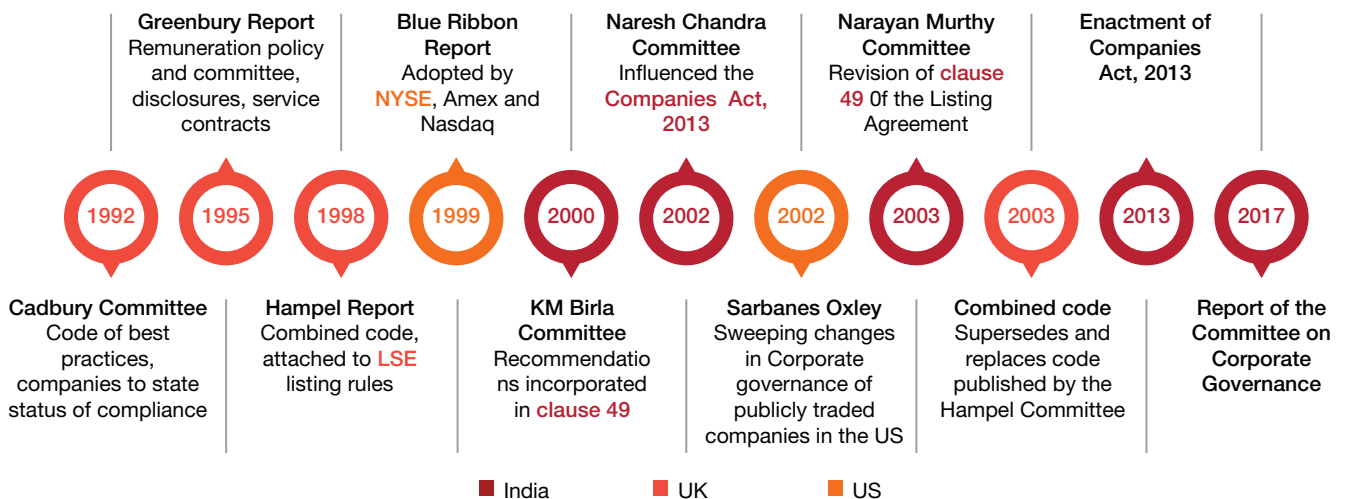 Greenbury Report
Remuneration policy
and committee,
disclosures, service
contracts
Blue Ribbon
Report
Adopted by
NYSE, Amex and
Nasdaq
Naresh Chandra
Committee
Influenced the
Companies Act,
2013
Narayan Murthy
Committee
Revision of clause
49 0f the Listing
Agreement
Enactment of
Companies
Act, 2013
1992
1995
1998
1999
2000
2002
2002
2003
2003
2013
2017
Cadbury Committee
Code of best
practices,
companies to state
status of compliance
Hampel Report
Combined code,
attached to LSE
listing rules
KM Birla
Committee
Recommendatio
ns incorporated
in clause 49
Sarbanes Oxley
Sweeping changes
in Corporate
governance of
publicly traded
companies in the US
Combined code
Supersedes and
replaces code
published by the
Hampel Committee
Report of the
Committee on
Corporate
Governance
India
UK
US